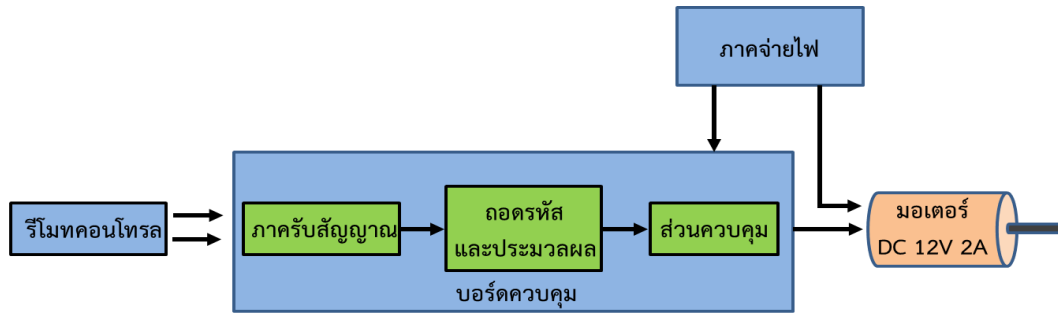 ภาคจ่ายไฟ
รีโมทคอนโทรล
ภาครับสัญญาณ
ถอดรหัส
และประมวลผล
ส่วนควบคุม
บอร์ดควบคุม
มอเตอร์
DC 12V 2A